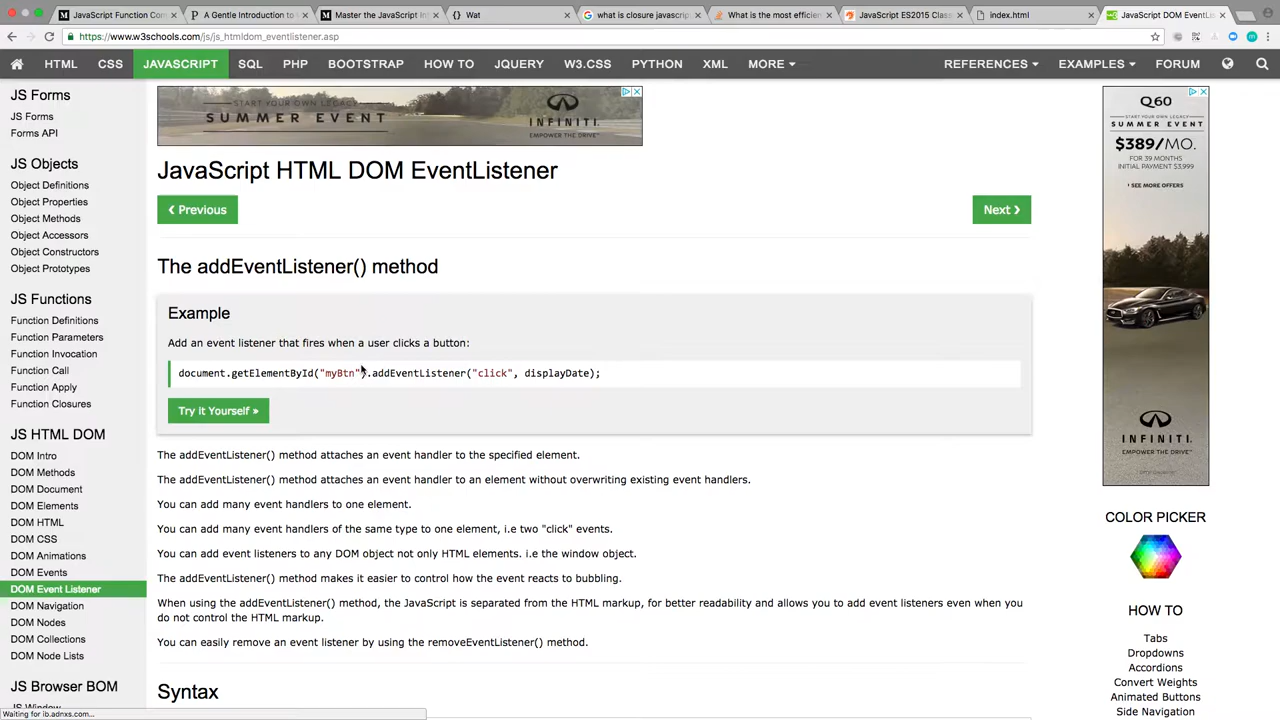 JavaScript Function Com
A Gentle Introduction to
Master the JavaScript In
Wat
what is closure javascrip
What is the most efficien
JavaScript ES2015 Class
index.html
JavaScript DOM EventLis
https://www.w3schools.com/js/js_htmldom_eventlistener.asp
HTML CSS JAVASCRIPT SQL PHP BOOTSTRAP HOW TO JQUERY W3.CSS PYTHON XML MORE REFERENCES EXAMPLES FORUM
JS Forms
JS Forms
Forms API
JS Objects
Object Definitions
Object Properties
Object Methods
Object Accessors
Object Constructors
Object Prototypes
JS Functions
Function Definitions
Function Parameters
Function Invocation
Function Call
Function Apply
Function Closures
JS HTML DOM
DOM Intro
DOM Methods
DOM Document
DOM Elements
DOM HTML
DOM CSS
DOM Animations
DOM Events
DOM Event Listener
DOM Navigation
DOM Nodes
DOM Collections
DOM Node Lists
JS Browser BOM
JS Window
Waiting for ib.adnxs.com...
START YOUR OWN LEGACY
SUMMER EVENT
INFINITI
EMPOWER THE DRIVE
JavaScript HTML DOM EventListener
❮ Previous
Next ❯
The addEventListener() method
Example
Add an event listener that fires when a user clicks a button:
document.getElementById("myBtn").addEventListener("click", displayDate);
Try it Yourself »
The addEventListener() method attaches an event handler to the specified element.
The addEventListener() method attaches an event handler to an element without overwriting existing event handlers.
You can add many event handlers to one element.
You can add many event handlers of the same type to one element, i.e two "click" events.
You can add event listeners to any DOM object not only HTML elements. i.e the window object.
The addEventListener() method makes it easier to control how the event reacts to bubbling.
When using the addEventListener() method, the JavaScript is separated from the HTML markup, for better readability and allows you to add event listeners even when you
do not control the HTML markup.
You can easily remove an event listener by using the removeEventListener() method.
Syntax
Q60
START YOUR OWN LEGACY
SUMMER EVENT
$389/MO.
FOR 39 MONTHS
INITIAL PAYMENT $3,999
SEE MORE OFFERS
INFINITI
EMPOWER THE DRIVE
COLOR PICKER
HOW TO
Tabs
Dropdowns
Accordions
Convert Weights
Animated Buttons
Side Navigation